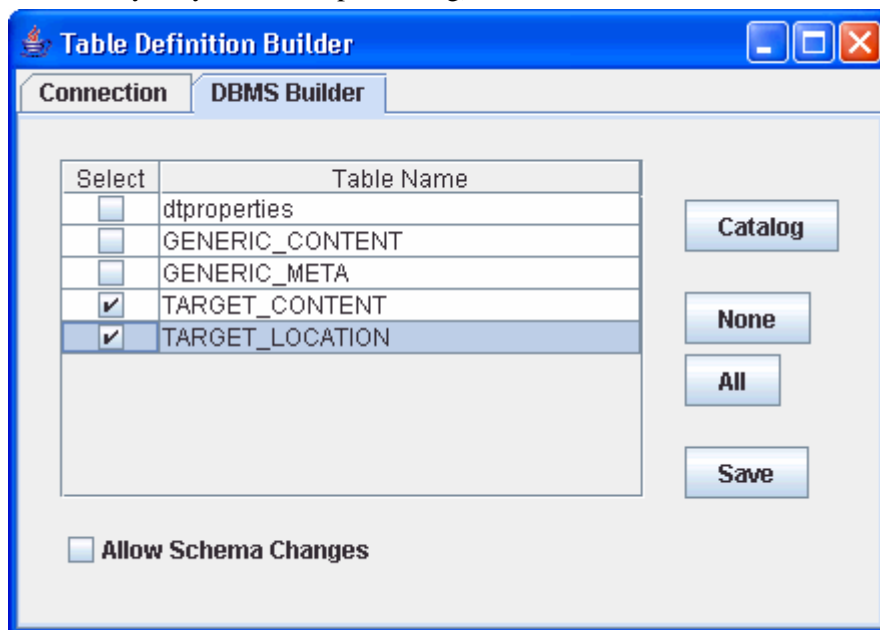 Table Definition Builder
Connection DBMS Builder
Select Table Name
dtproperties
GENERIC_CONTENT
GENERIC_META
TARGET_CONTENT
TARGET_LOCATION
Catalog
None
All
Save
Allow Schema Changes